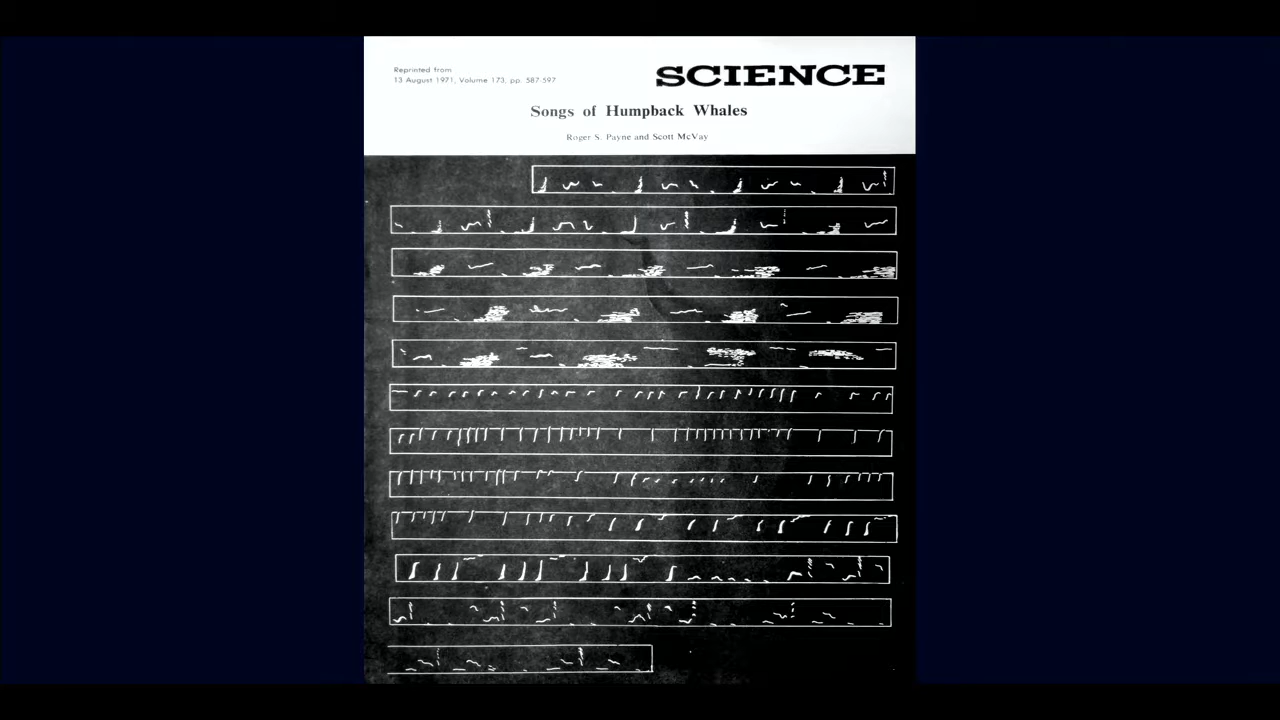 Reprinted from
13 August 1971, Volume 173, pp. 587-597
SCIENCE
Songs of Humpback Whales
Roger S. Payne and Scott McVay